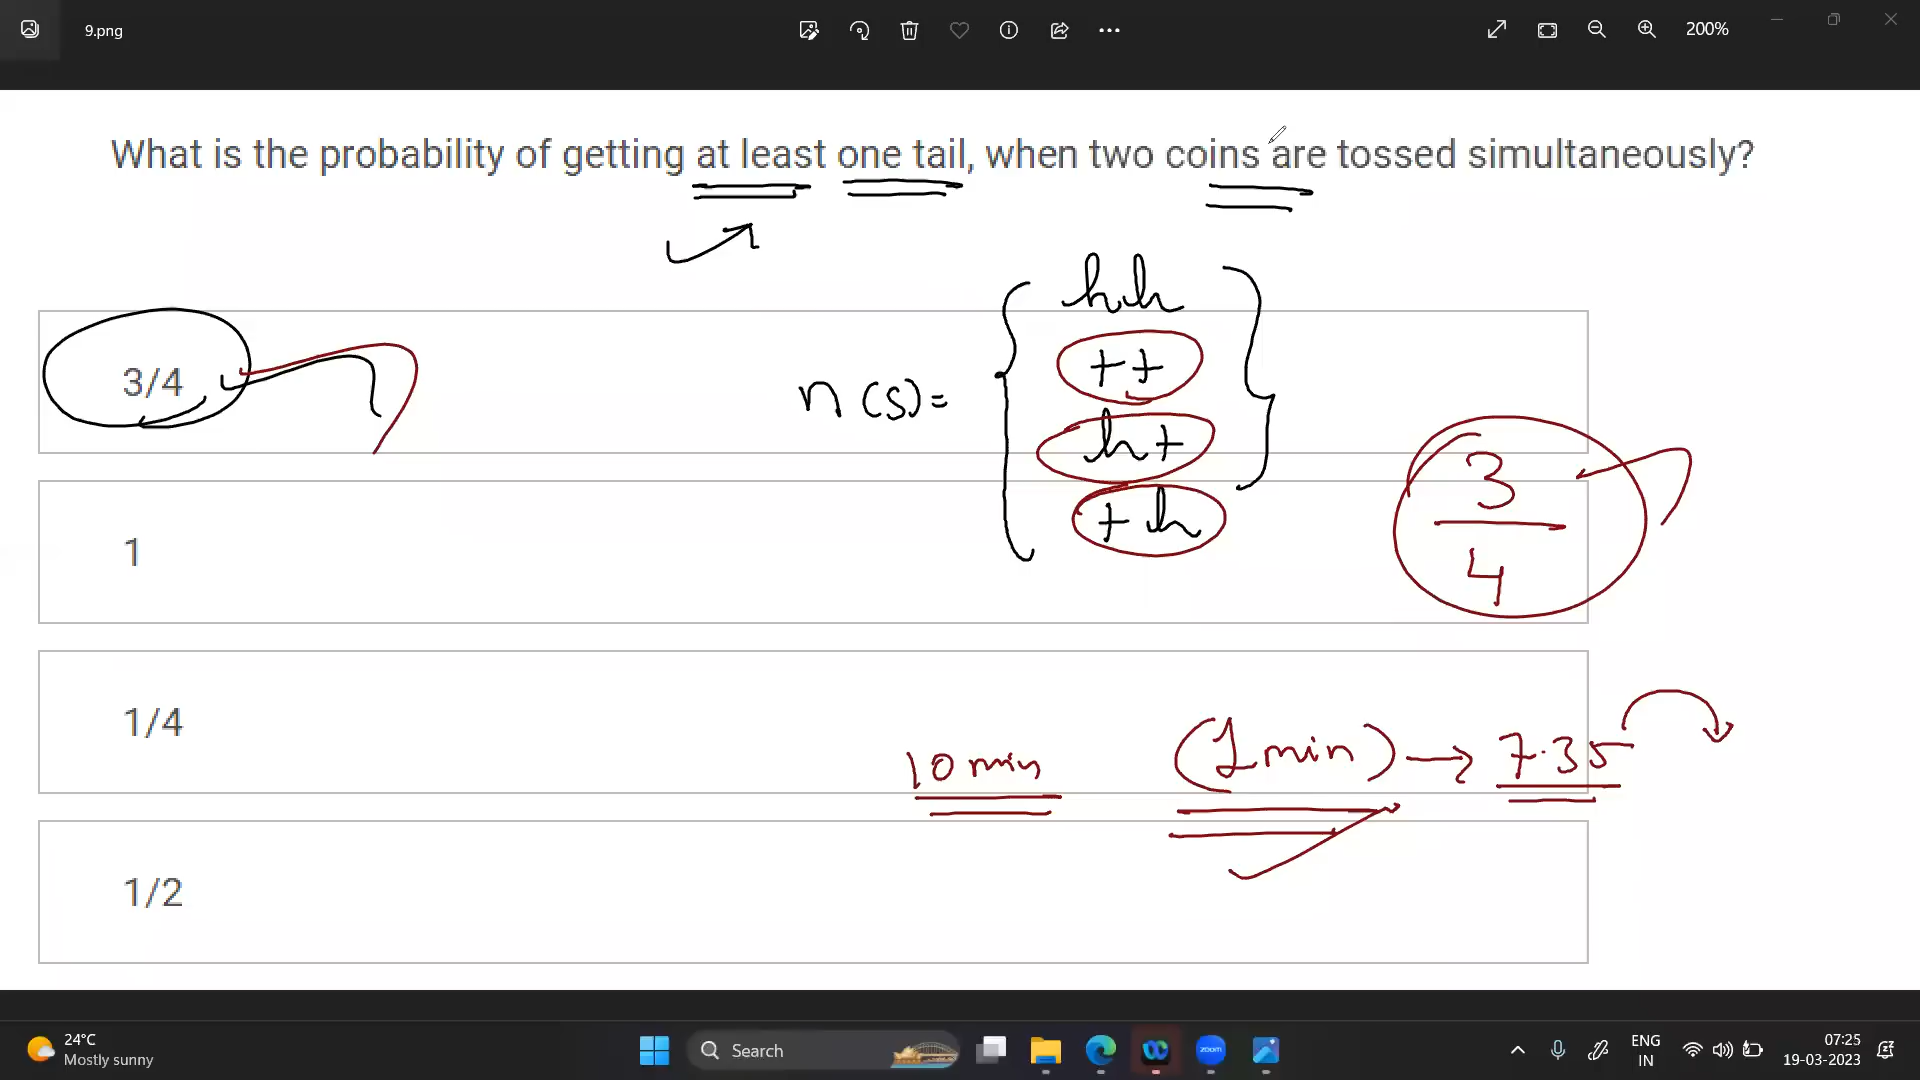 9.png
200%
What is the probability of getting at least one tail, when two coins are tossed simultaneously?
3/4
1
1/4
1/2
n(s)=
hh
tt
ht
th
3
4
10 min (1 min) → 7.35
24°C
Mostly sunny
Search
zoom
ENG
IN
07:25
19-03-2023